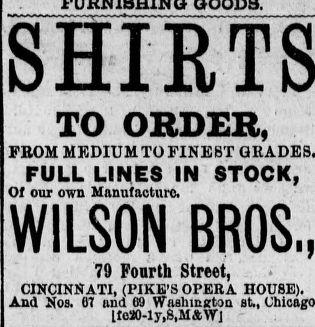 FURNISHING GOODS.
SHIRTS
TO ORDER,
FROM MEDIUM TO FINEST GRADES.
FULL LINES IN STOCK,
Of our own Manufacture.
WILSON BROS.,
79 Fourth Street,
CINCINNATI, (PIKE'S OPERA HOUSE).
And Nos. 67 and 69 Washington st., Chicago
[fe20-1y,S,M&W]